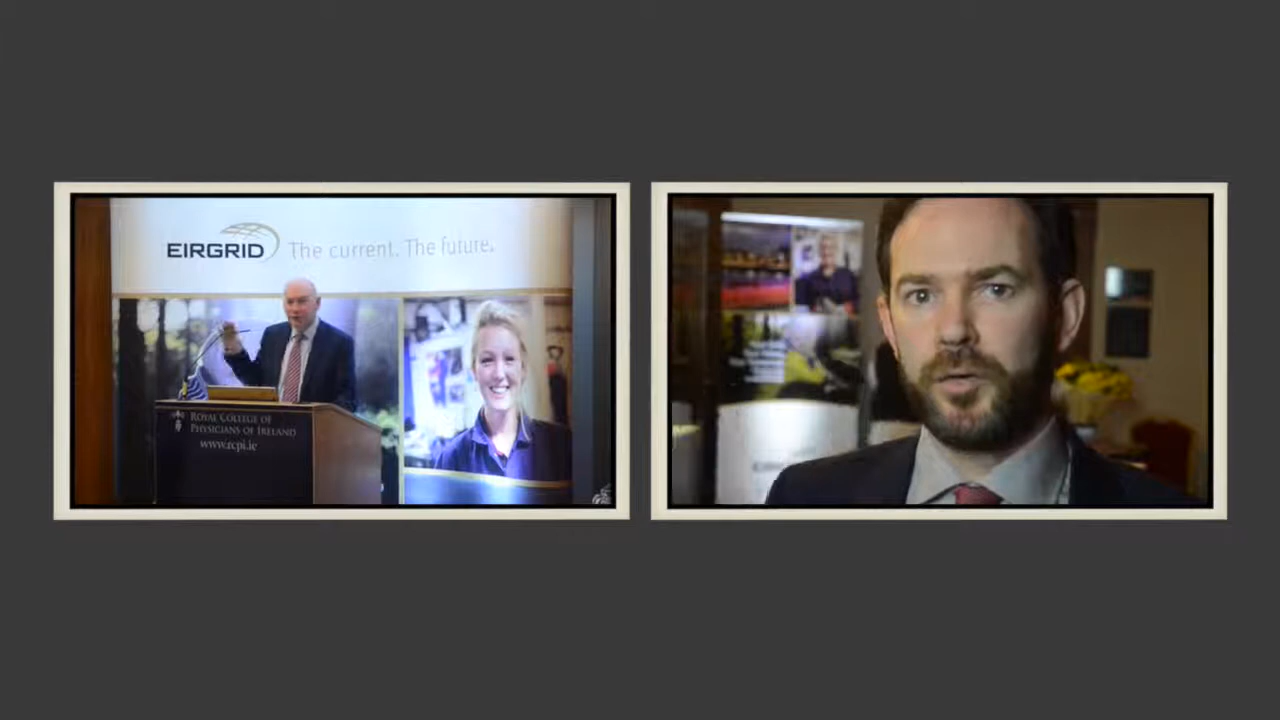 EIRGRID The current. The future.
ROYAL COLLEGE OF
PHYSICIANS OF IRELAND
www.rcpi.ie